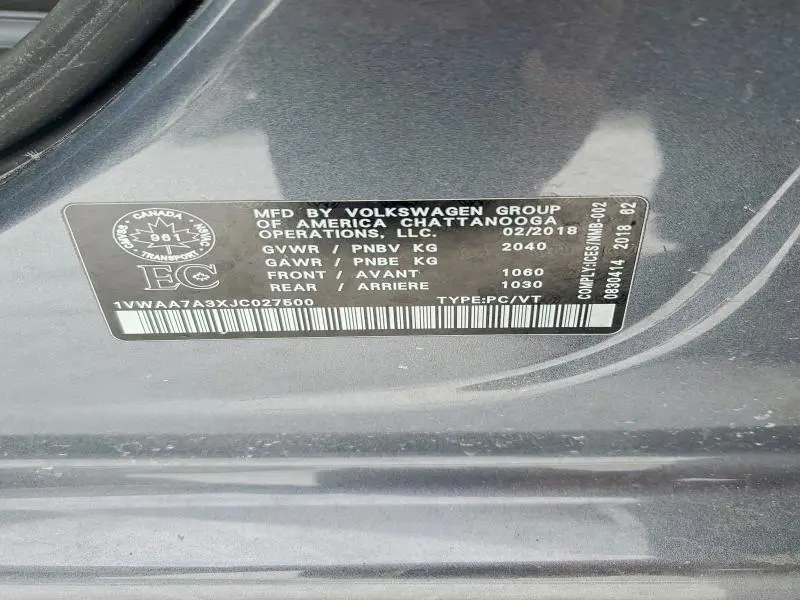 CANADA
961
TRANSPORT
EC
MFD BY VOLKSWAGEN GROUP
OF AMERICA CHATTANOOGA
OPERATIONS, LLC. 02/2018
GVWR / PNBV KG 2040
GAWR / PNBE KG
FRONT / AVANT 1060
REAR / ARRIERE 1030
1VWAA7A3XJC027500 TYPE:PC/VT
COMPLY:ICES/NMB-002
0830414 2018 62